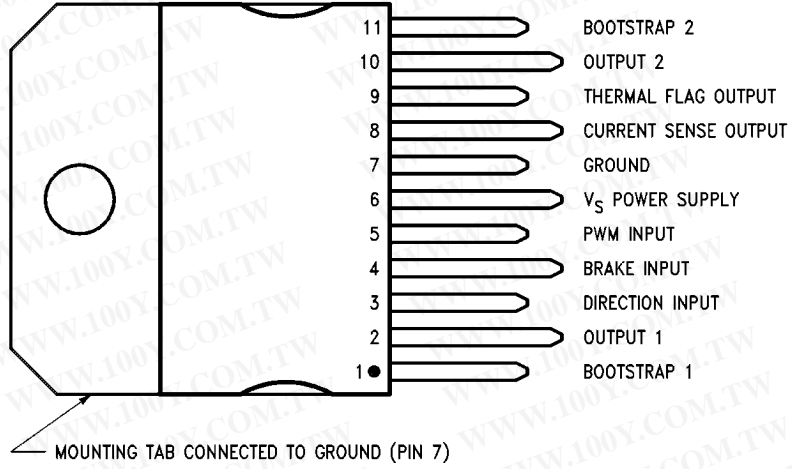 11 BOOTSTRAP 2
10 OUTPUT 2
9 THERMAL FLAG OUTPUT
8 CURRENT SENSE OUTPUT
7 GROUND
6 VS POWER SUPPLY
5 PWM INPUT
4 BRAKE INPUT
3 DIRECTION INPUT
2 OUTPUT 1
1 BOOTSTRAP 1
MOUNTING TAB CONNECTED TO GROUND (PIN 7)
WWW.100Y.COM.TW